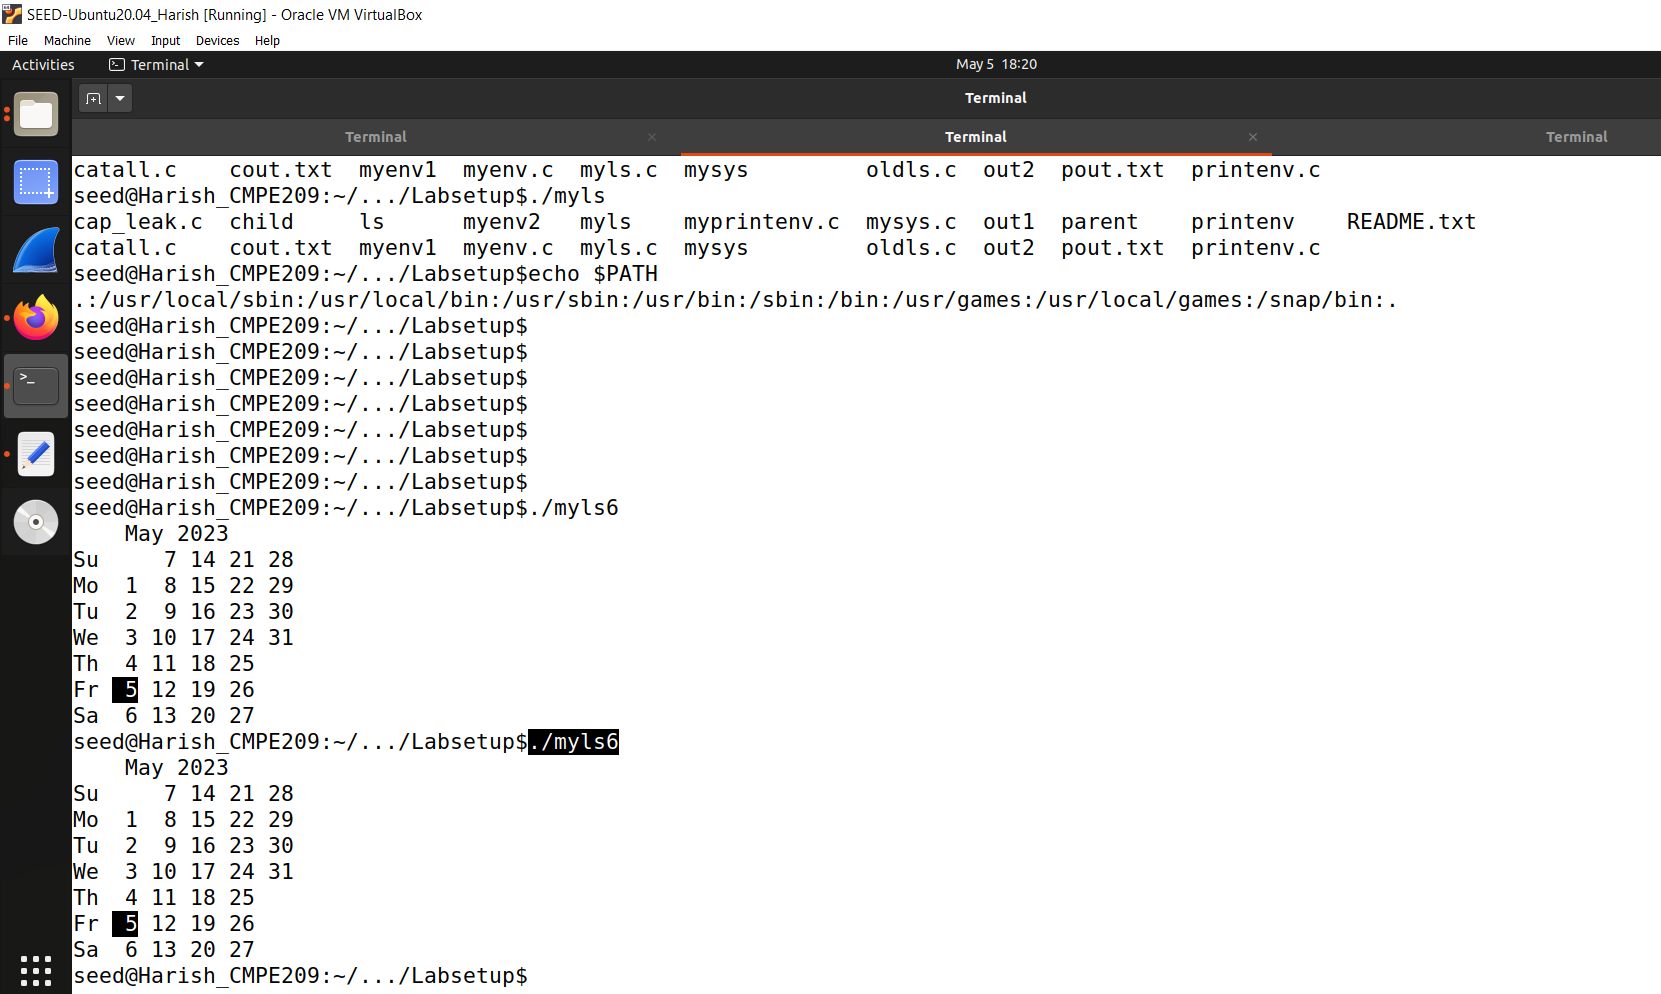 SEED-Ubuntu20.04_Harish [Running] - Oracle VM VirtualBox
File Machine View Input Devices Help
Activities Terminal May 5 18:20
Terminal
Terminal × Terminal × Terminal
catall.c cout.txt myenv1 myenv.c myls.c mysys oldls.c out2 pout.txt printenv.c
seed@Harish_CMPE209:~/.../Labsetup$./myls
cap_leak.c child ls myenv2 myls myprintenv.c mysys.c out1 parent printenv README.txt
catall.c cout.txt myenv1 myenv.c myls.c mysys oldls.c out2 pout.txt printenv.c
seed@Harish_CMPE209:~/.../Labsetup$echo $PATH
.:/usr/local/sbin:/usr/local/bin:/usr/sbin:/usr/bin:/sbin:/bin:/usr/games:/usr/local/games:/snap/bin:.
seed@Harish_CMPE209:~/.../Labsetup$
seed@Harish_CMPE209:~/.../Labsetup$
seed@Harish_CMPE209:~/.../Labsetup$
seed@Harish_CMPE209:~/.../Labsetup$
seed@Harish_CMPE209:~/.../Labsetup$
seed@Harish_CMPE209:~/.../Labsetup$
seed@Harish_CMPE209:~/.../Labsetup$
seed@Harish_CMPE209:~/.../Labsetup$./myls6
May 2023
Su 7 14 21 28
Mo 1 8 15 22 29
Tu 2 9 16 23 30
We 3 10 17 24 31
Th 4 11 18 25
Fr 5 12 19 26
Sa 6 13 20 27
seed@Harish_CMPE209:~/.../Labsetup$./myls6
May 2023
Su 7 14 21 28
Mo 1 8 15 22 29
Tu 2 9 16 23 30
We 3 10 17 24 31
Th 4 11 18 25
Fr 5 12 19 26
Sa 6 13 20 27
seed@Harish_CMPE209:~/.../Labsetup$